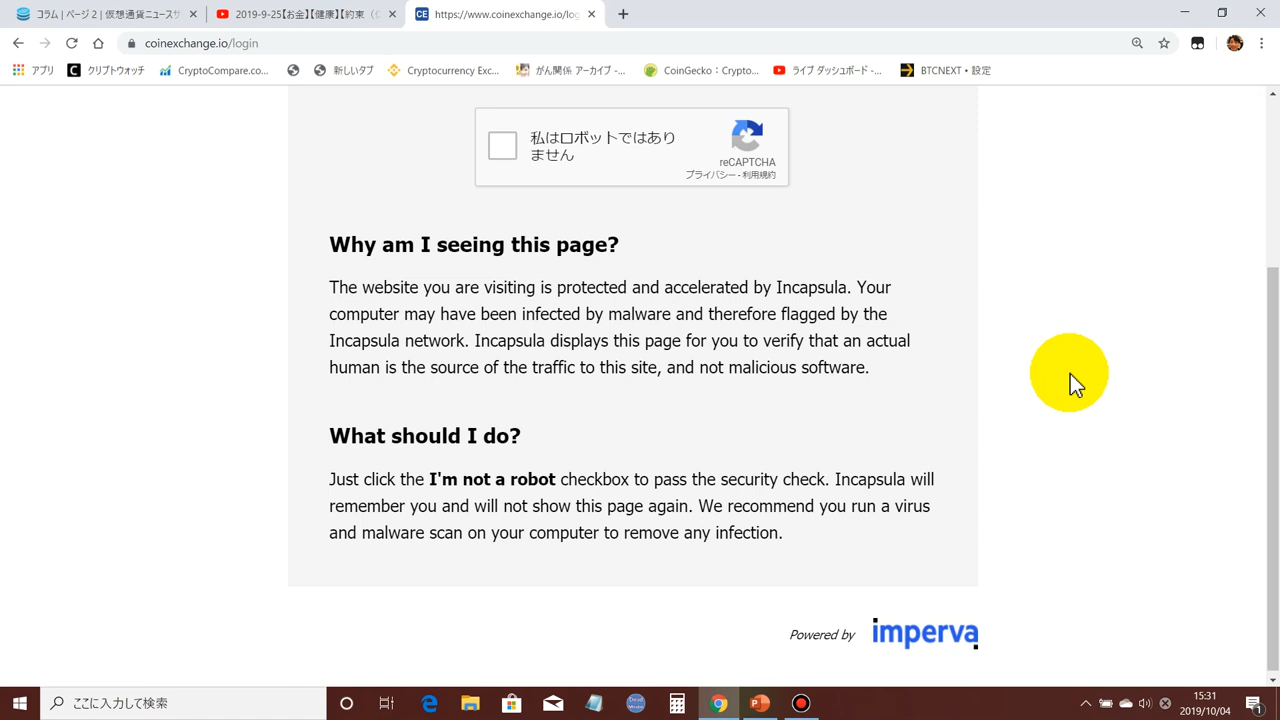 コラム | ページ 2 | 仮想通貨ニュースサ
2019-9-25【お金】【健康】【約束（
CE https://www.coinexchange.io/log
coinexchange.io/login
アプリ
クリプトウォッチ
CryptoCompare.co...
新しいタブ
Cryptocurrency Exc...
がん関係 アーカイブ -...
CoinGecko：Crypto...
ライブ ダッシュボード -...
BTCNEXT • 設定
私はロボットではあり
ません
reCAPTCHA
プライバシー - 利用規約
Why am I seeing this page?
The website you are visiting is protected and accelerated by Incapsula. Your
computer may have been infected by malware and therefore flagged by the
Incapsula network. Incapsula displays this page for you to verify that an actual
human is the source of the traffic to this site, and not malicious software.
What should I do?
Just click the I'm not a robot checkbox to pass the security check. Incapsula will
remember you and will not show this page again. We recommend you run a virus
and malware scan on your computer to remove any infection.
Powered by imperva
ここに入力して検索
15:31
2019/10/04